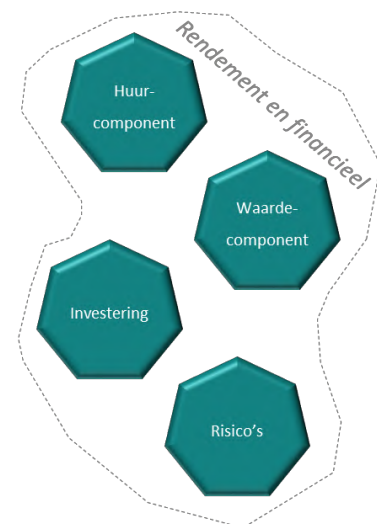 Rendement en financieel
Huur-
component
Waarde-
component
Investering
Risico's